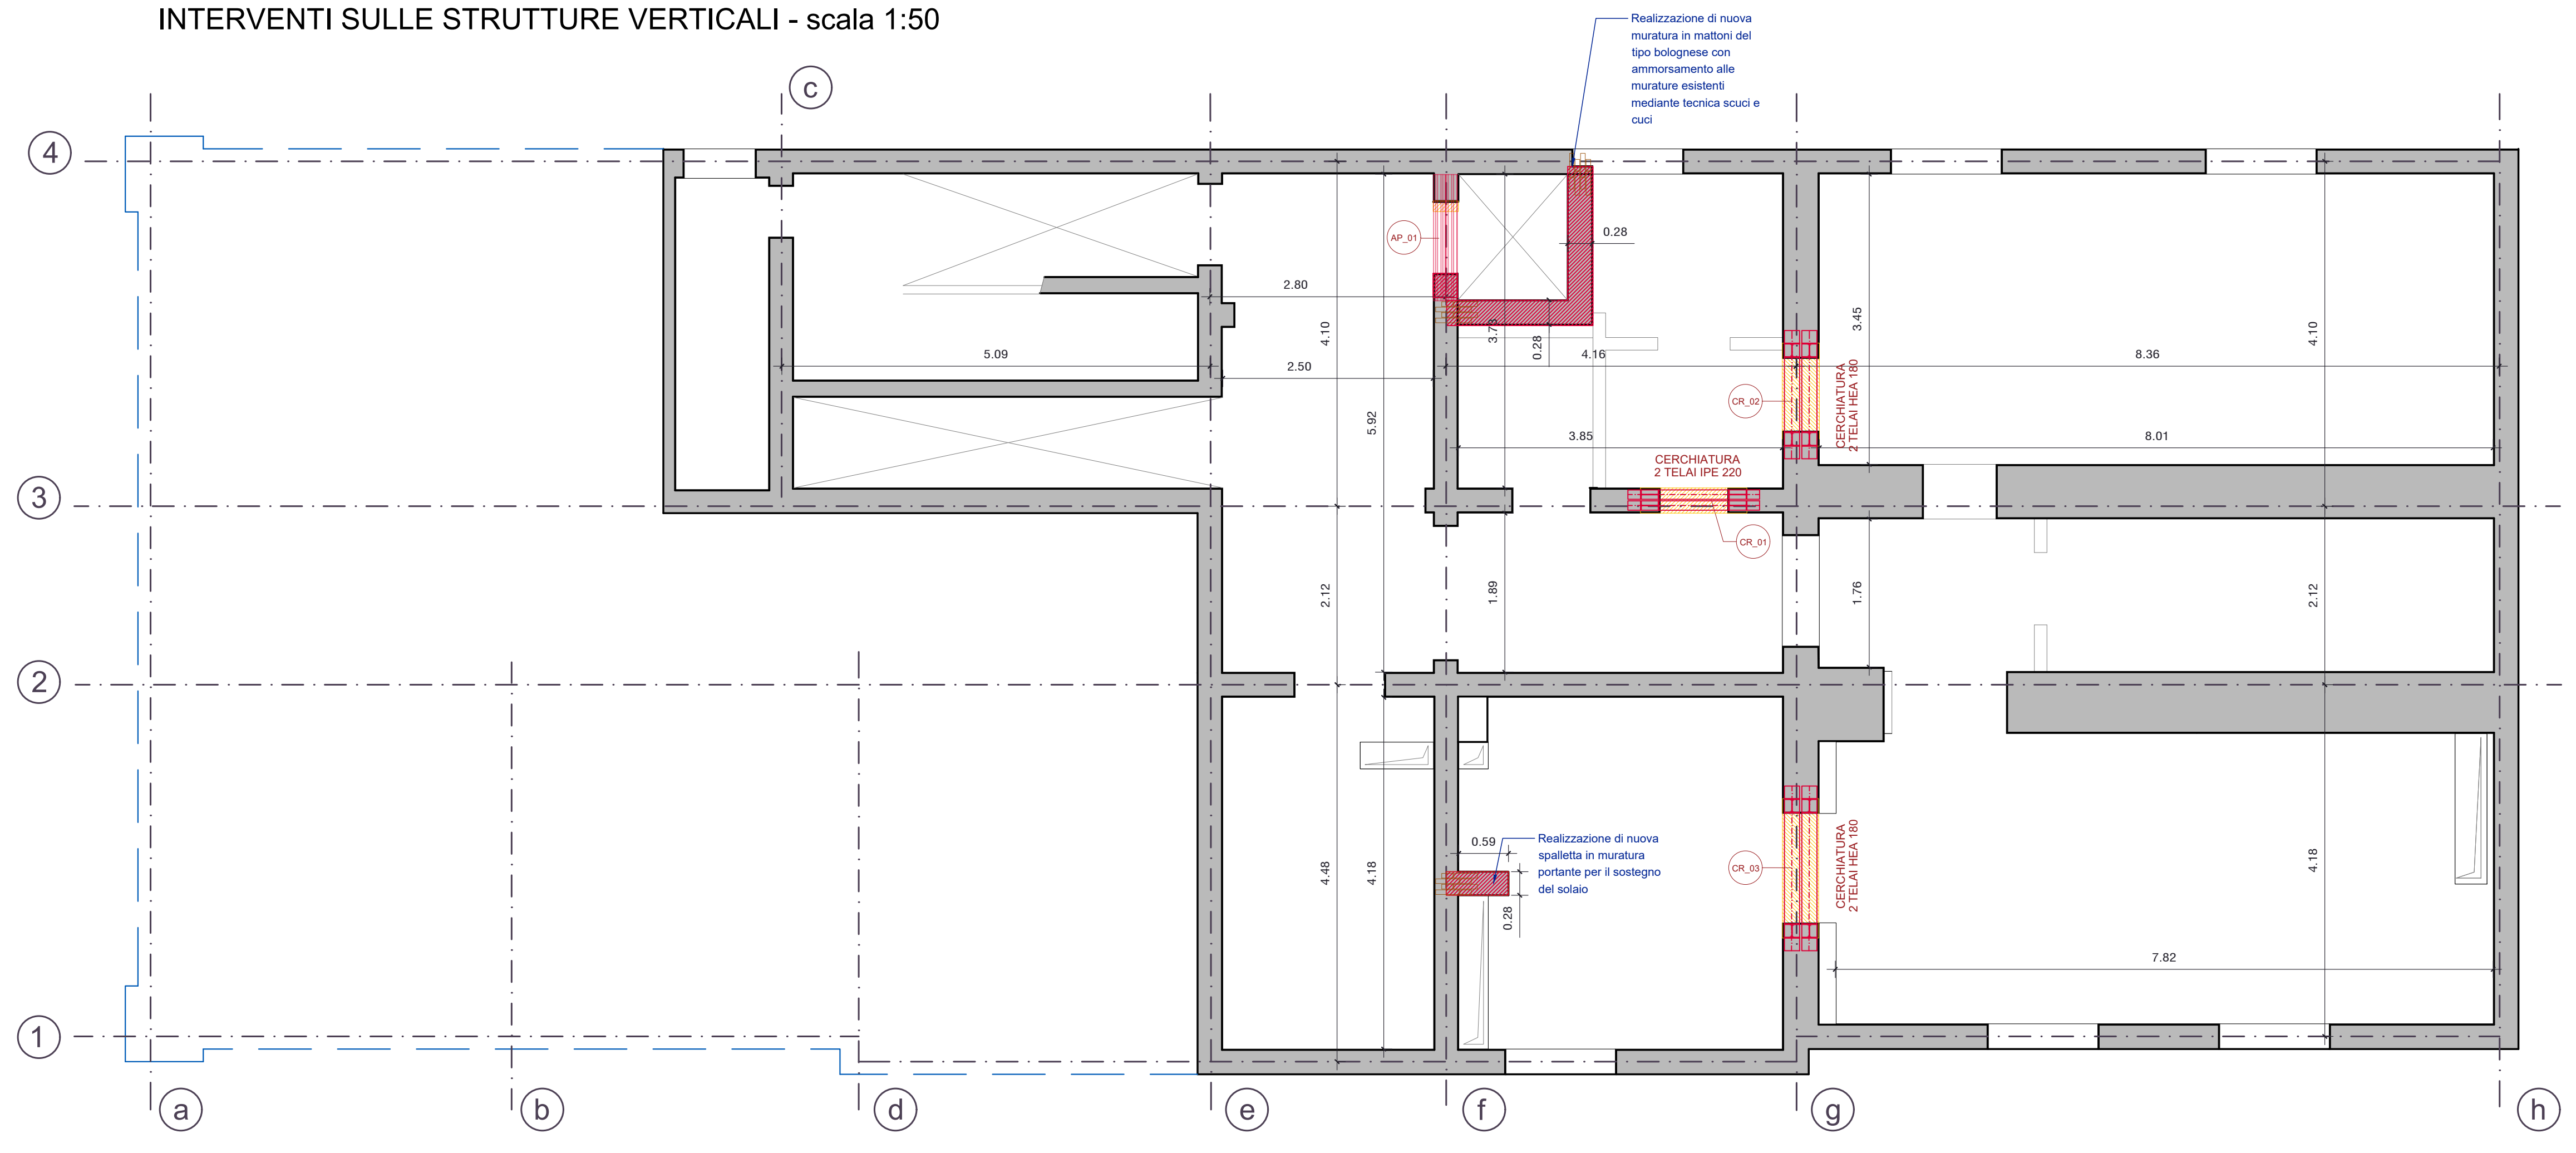 INTERVENTI SULLE STRUTTURE VERTICALI - scala 1:50
Realizzazione di nuova
muratura in mattoni del
tipo bolognese con
ammorsamento alle
murature esistenti
mediante tecnica scuci e
cuci
c
4
AP_01
0.28
2.80
4.10
3.73
0.28
3.45
4.10
5.09
2.50
4.16
8.36
CR_02
CERCHIATURA
2 TELAI HEA 180
5.92
3.85
8.01
CERCHIATURA
2 TELAI IPE 220
3
CR_01
2.12
1.89
1.76
2.12
2
0.59
Realizzazione di nuova
spalletta in muratura
portante per il sostegno
del solaio
0.28
4.48
4.18
CR_03
CERCHIATURA
2 TELAI HEA 180
4.18
7.82
1
a
b
d
e
f
g
h